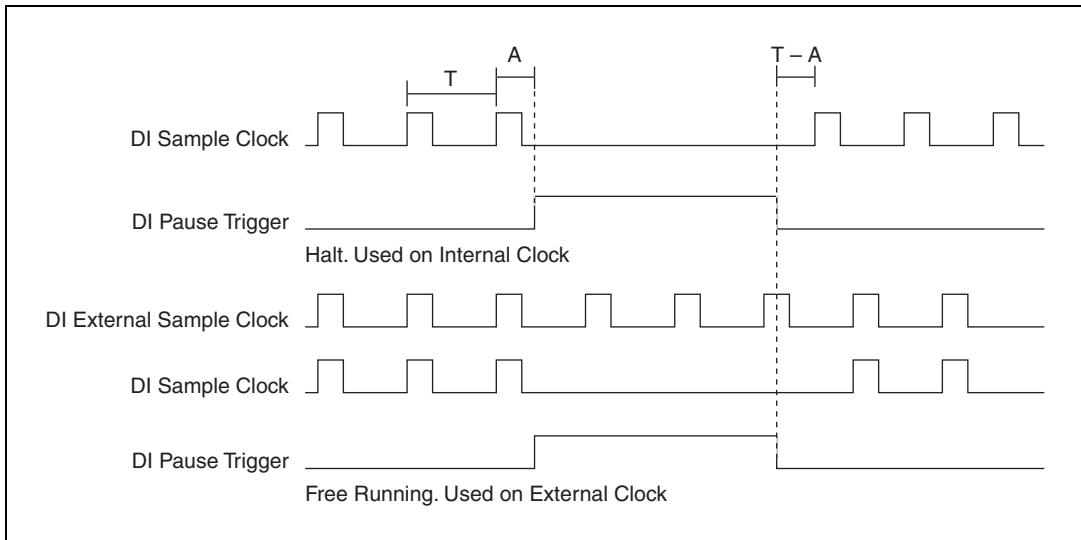 A
T – A
T
DI Sample Clock
DI Pause Trigger
Halt. Used on Internal Clock
DI External Sample Clock
DI Sample Clock
DI Pause Trigger
Free Running. Used on External Clock